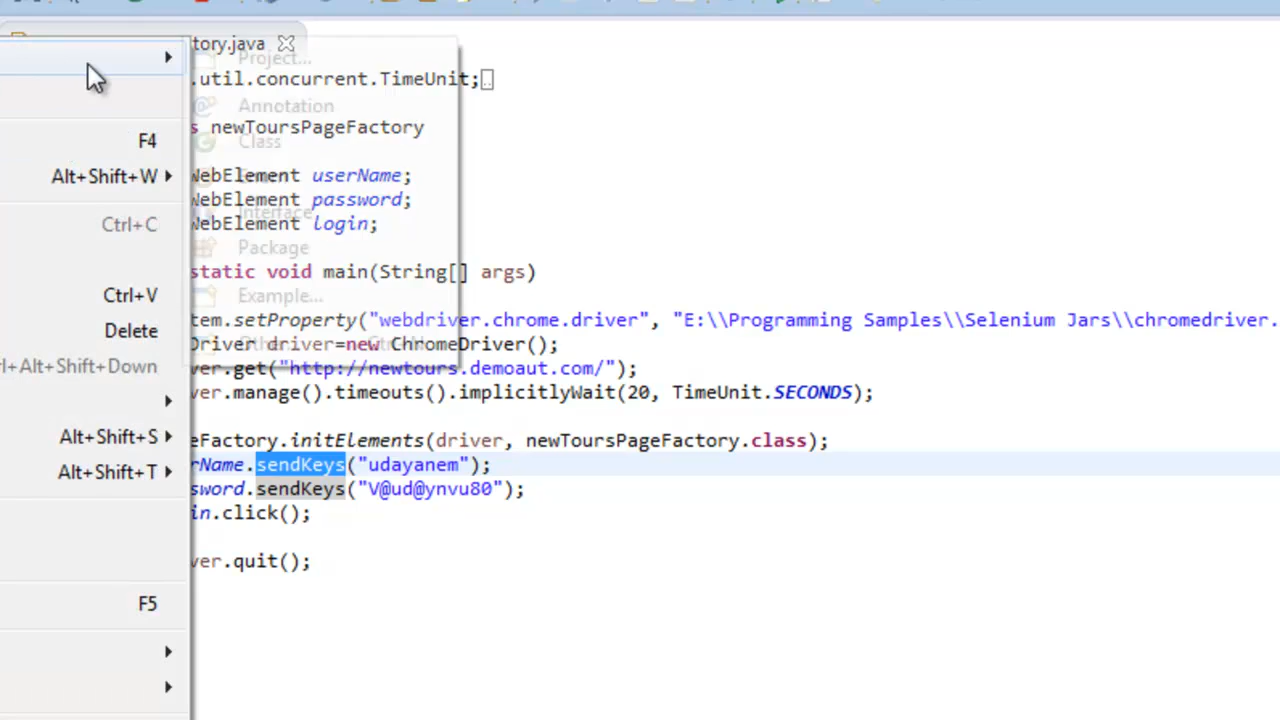 tory.java
Project...
.util.concurrent.TimeUnit;
Annotation
s newToursPageFactory
Class
F4
WebElement userName;
Alt+Shift+W
WebElement password;
Interface
WebElement login;
Ctrl+C
Package
static void main(String[] args)
Ctrl+V
Example...
tem.setProperty("webdriver.chrome.driver", "E:\\Programming Samples\\Selenium Jars\\chromedriver.
Delete
Driver driver=new ChromeDriver();
l+Alt+Shift+Down
ver.get("http://newtours.demoaut.com/");
ver.manage().timeouts().implicitlyWait(20, TimeUnit.SECONDS);
Alt+Shift+S
eFactory.initElements(driver, newToursPageFactory.class);
rName.sendKeys("udayanem");
Alt+Shift+T
sword.sendKeys("V@ud@ynvu80");
in.click();
ver.quit();
F5